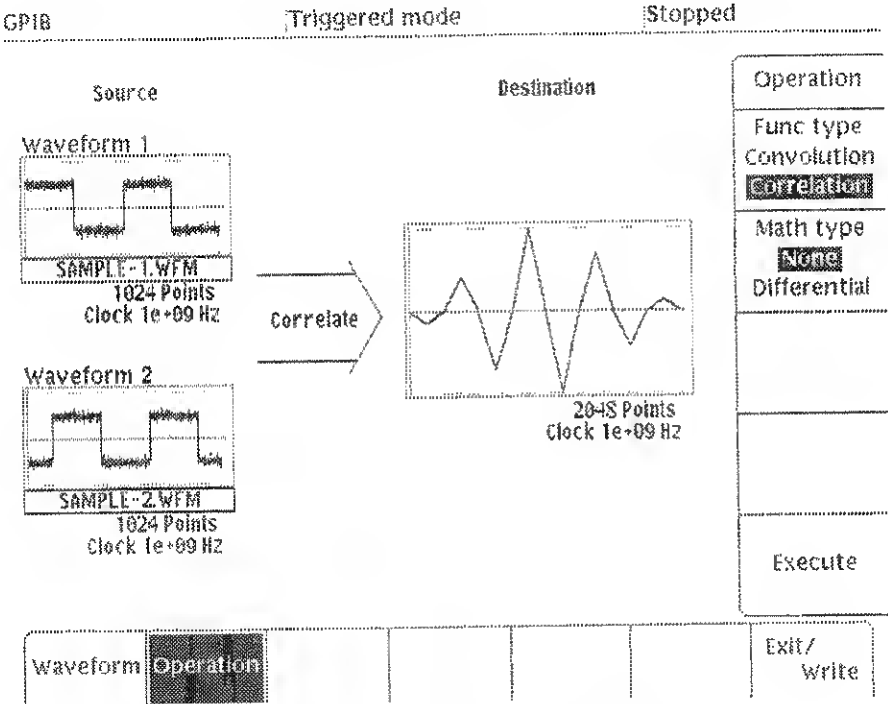 GPIB
Triggered mode
Stopped
Source
Destination
Waveform 1
SAMPLE-1.WFM
1024 Points
Clock 1e+09 Hz
Correlate
2048 Points
Clock 1e+09 Hz
Waveform 2
SAMPLE-2.WFM
1024 Points
Clock 1e+09 Hz
Operation
Func type
Convolution
Correlation
Math type
None
Differential
Execute
Waveform
Operation
Exit/
Write